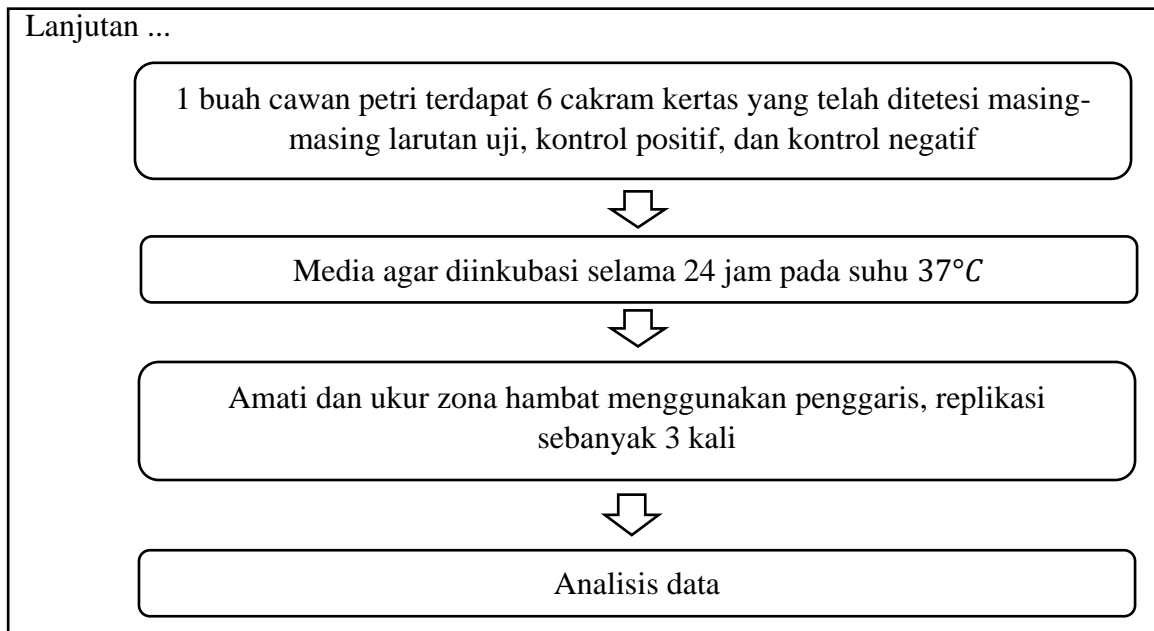 Lanjutan ...
1 buah cawan petri terdapat 6 cakram kertas yang telah ditetesi masing-
masing larutan uji, kontrol positif, dan kontrol negatif
Media agar diinkubasi selama 24 jam pada suhu 37°C
Amati dan ukur zona hambat menggunakan penggaris, replikasi
sebanyak 3 kali
Analisis data